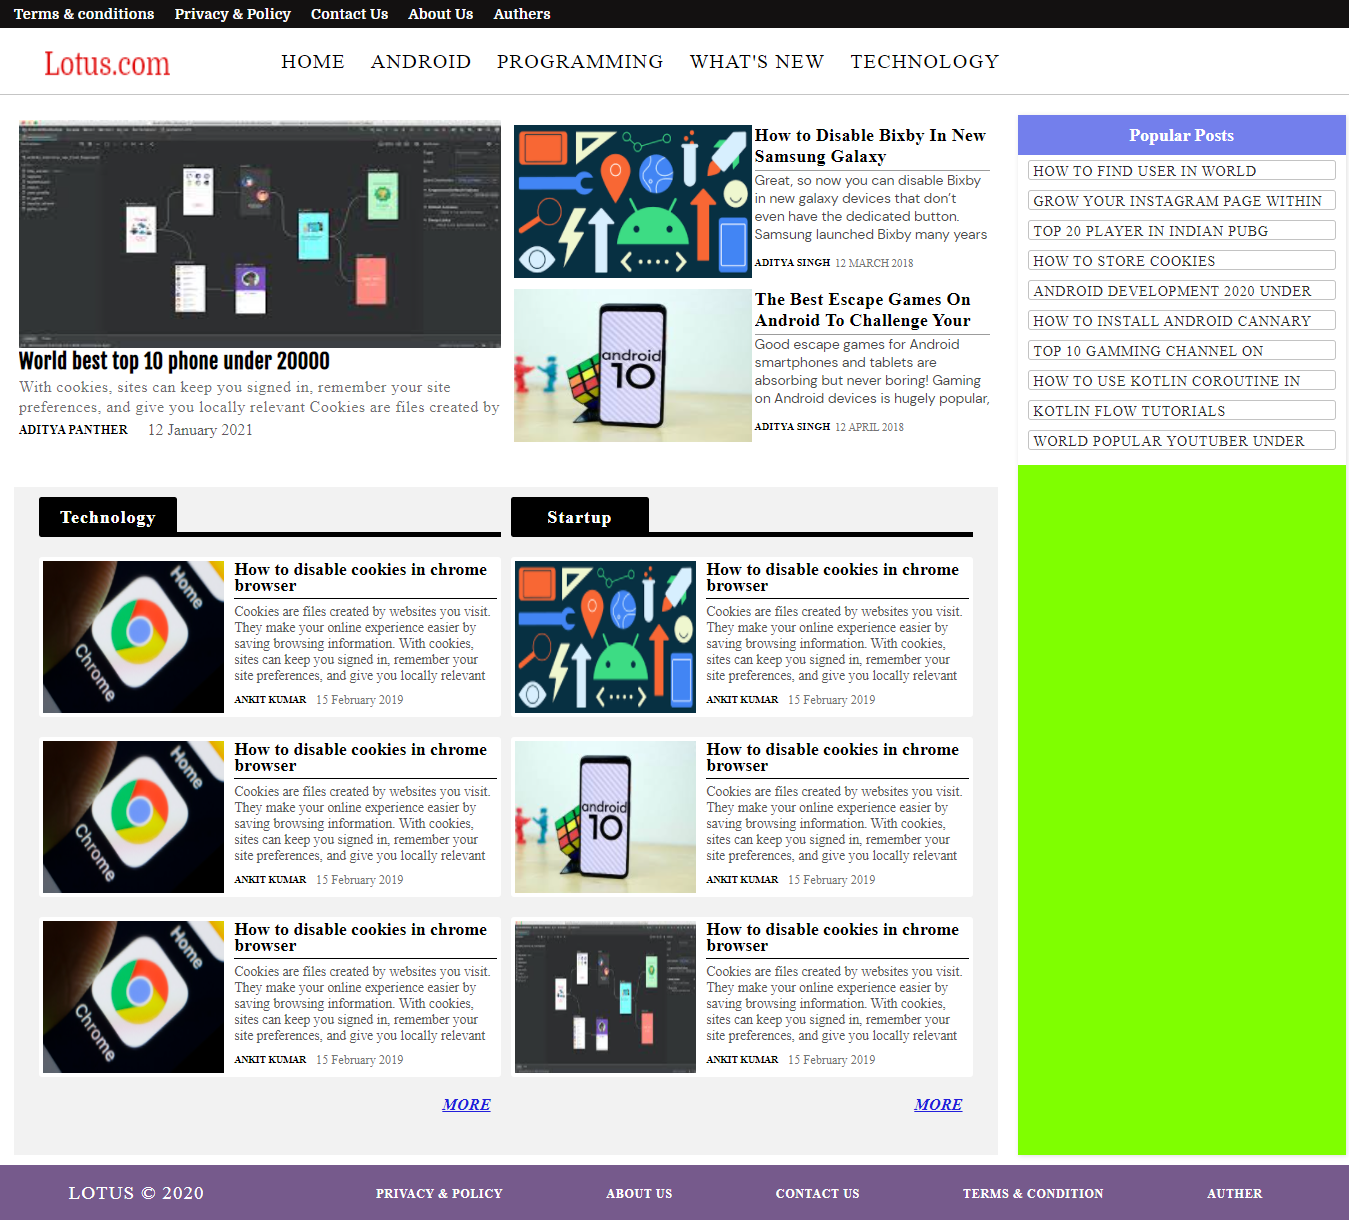 Terms & conditions Privacy & Policy Contact Us About Us Authers
Lotus.com
HOME ANDROID PROGRAMMING WHAT'S NEW TECHNOLOGY
World best top 10 phone under 20000
With cookies, sites can keep you signed in, remember your site
preferences, and give you locally relevant Cookies are files created by
ADITYA PANTHER 12 January 2021
How to Disable Bixby In New
Samsung Galaxy
Great, so now you can disable Bixby
in new galaxy devices that don't
even have the dedicated button.
Samsung launched Bixby many years
ADITYA SINGH 12 MARCH 2018
android
10
The Best Escape Games On
Android To Challenge Your
Good escape games for Android
smartphones and tablets are
absorbing but never boring! Gaming
on Android devices is hugely popular,
ADITYA SINGH 12 APRIL 2018
Popular Posts
HOW TO FIND USER IN WORLD
GROW YOUR INSTAGRAM PAGE WITHIN
TOP 20 PLAYER IN INDIAN PUBG
HOW TO STORE COOKIES
ANDROID DEVELOPMENT 2020 UNDER
HOW TO INSTALL ANDROID CANNARY
TOP 10 GAMMING CHANNEL ON
HOW TO USE KOTLIN COROUTINE IN
KOTLIN FLOW TUTORIALS
WORLD POPULAR YOUTUBER UNDER
Technology
Home
Chrome
How to disable cookies in chrome
browser
Cookies are files created by websites you visit.
They make your online experience easier by
saving browsing information. With cookies,
sites can keep you signed in, remember your
site preferences, and give you locally relevant
ANKIT KUMAR 15 February 2019
Home
Chrome
How to disable cookies in chrome
browser
Cookies are files created by websites you visit.
They make your online experience easier by
saving browsing information. With cookies,
sites can keep you signed in, remember your
site preferences, and give you locally relevant
ANKIT KUMAR 15 February 2019
Home
Chrome
How to disable cookies in chrome
browser
Cookies are files created by websites you visit.
They make your online experience easier by
saving browsing information. With cookies,
sites can keep you signed in, remember your
site preferences, and give you locally relevant
ANKIT KUMAR 15 February 2019
MORE
Startup
How to disable cookies in chrome
browser
Cookies are files created by websites you visit.
They make your online experience easier by
saving browsing information. With cookies,
sites can keep you signed in, remember your
site preferences, and give you locally relevant
ANKIT KUMAR 15 February 2019
android
10
How to disable cookies in chrome
browser
Cookies are files created by websites you visit.
They make your online experience easier by
saving browsing information. With cookies,
sites can keep you signed in, remember your
site preferences, and give you locally relevant
ANKIT KUMAR 15 February 2019
How to disable cookies in chrome
browser
Cookies are files created by websites you visit.
They make your online experience easier by
saving browsing information. With cookies,
sites can keep you signed in, remember your
site preferences, and give you locally relevant
ANKIT KUMAR 15 February 2019
MORE
LOTUS © 2020 PRIVACY & POLICY ABOUT US CONTACT US TERMS & CONDITION AUTHER